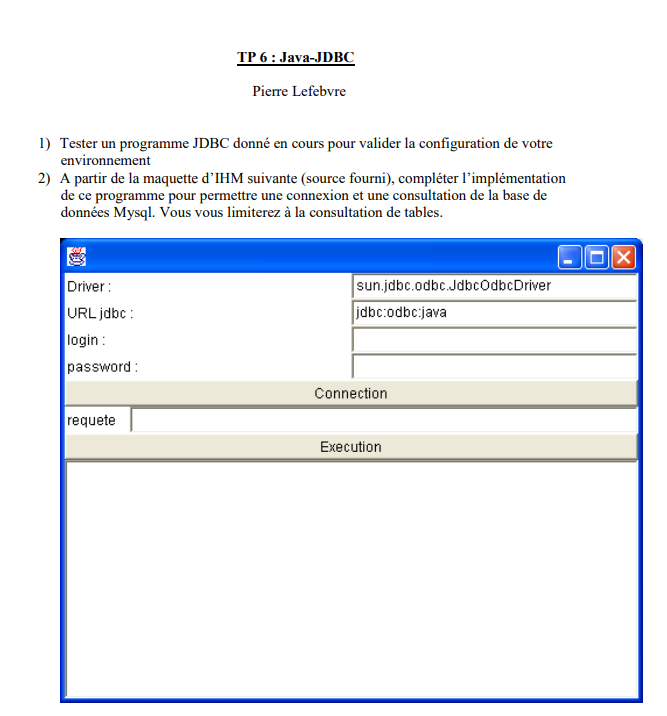 TP 6 : Java-JDBC
Pierre Lefebvre
1) Tester un programme JDBC donné en cours pour valider la configuration de votre
environnement
2) A partir de la maquette d'IHM suivante (source fourni), compléter l'implémentation
de ce programme pour permettre une connexion et une consultation de la base de
données Mysql. Vous vous limiterez à la consultation de tables.
Driver : sun.jdbc.odbc.JdbcOdbcDriver
URL jdbc : jdbc:odbc:java
login :
password :
Connection
requete
Execution